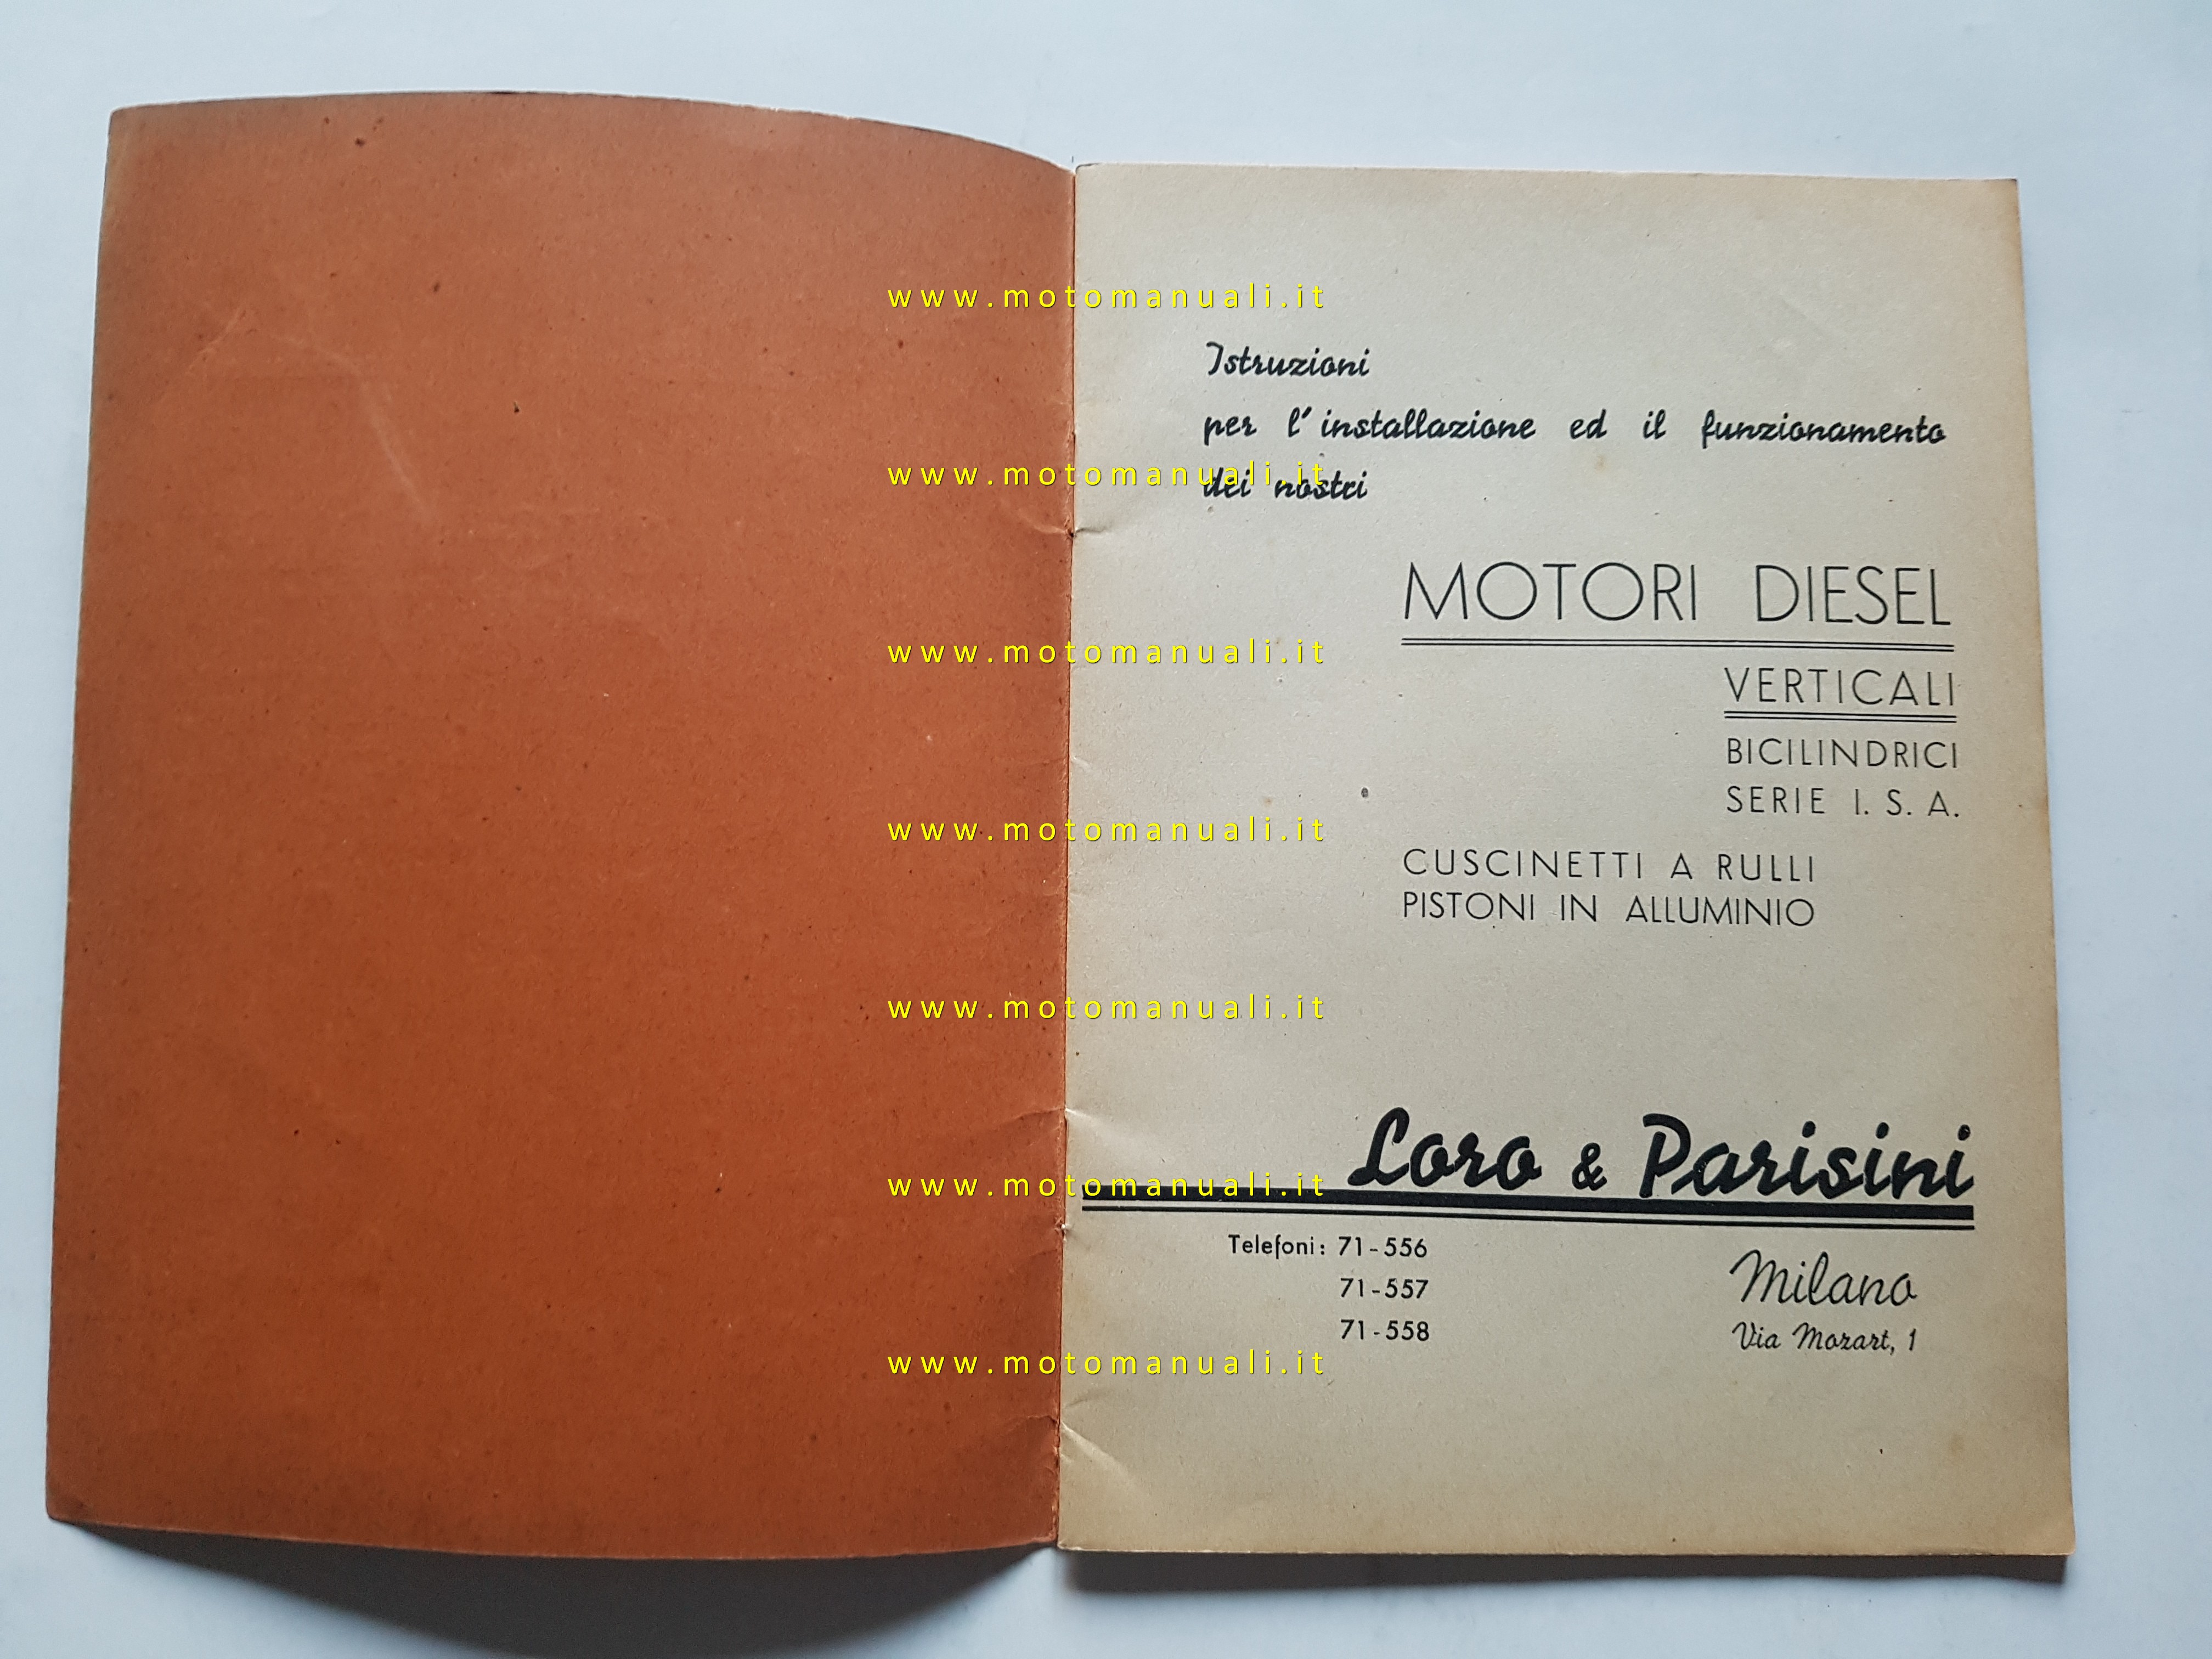 www.motomanuali.it
Istruzioni
per l'installazione ed il funzionamento
www.motomanuali.it
dei nostri
MOTORI DIESEL
www.motomanuali.it
VERTICALI
BICILINDRICI
SERIE I. S. A.
www.motomanuali.it
CUSCINETTI A RULLI
PISTONI IN ALLUMINIO
www.motomanuali.it
Loro & Parisini
www.motomanuali.it
Telefoni: 71-556
71-557
71-558
Milano
Via Mozart, 1
www.motomanuali.it